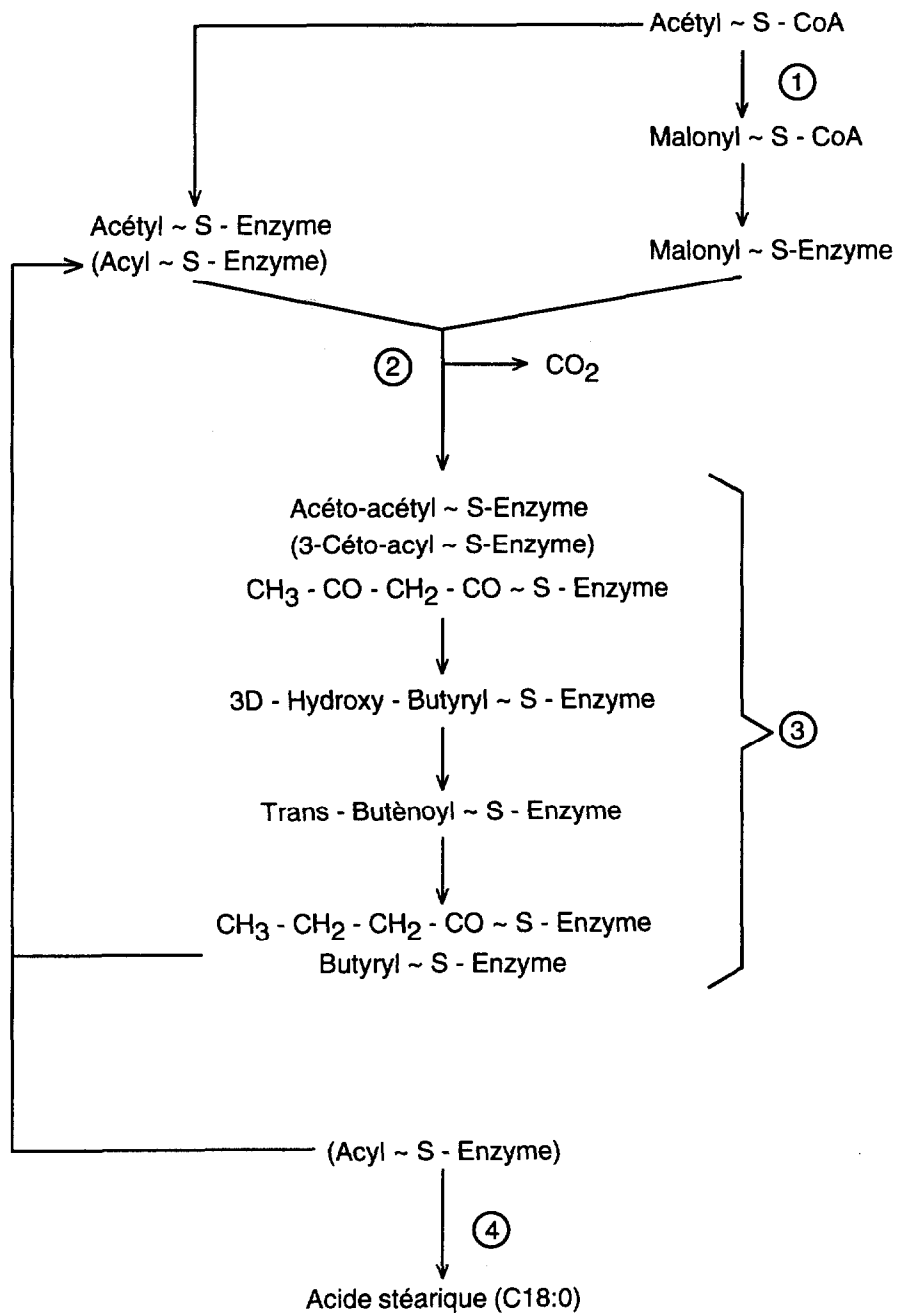 Acétyl ~ S - CoA
1
Malonyl ~ S - CoA
Acétyl ~ S - Enzyme
(Acyl ~ S - Enzyme)
Malonyl ~ S-Enzyme
2
CO2
Acéto-acétyl ~ S-Enzyme
(3-Céto-acyl ~ S-Enzyme)
CH3 - CO - CH2 - CO ~ S - Enzyme
3D - Hydroxy - Butyryl ~ S - Enzyme
3
Trans - Butènoyl ~ S - Enzyme
CH3 - CH2 - CH2 - CO ~ S - Enzyme
Butyryl ~ S - Enzyme
(Acyl ~ S - Enzyme)
4
Acide stéarique (C18:0)